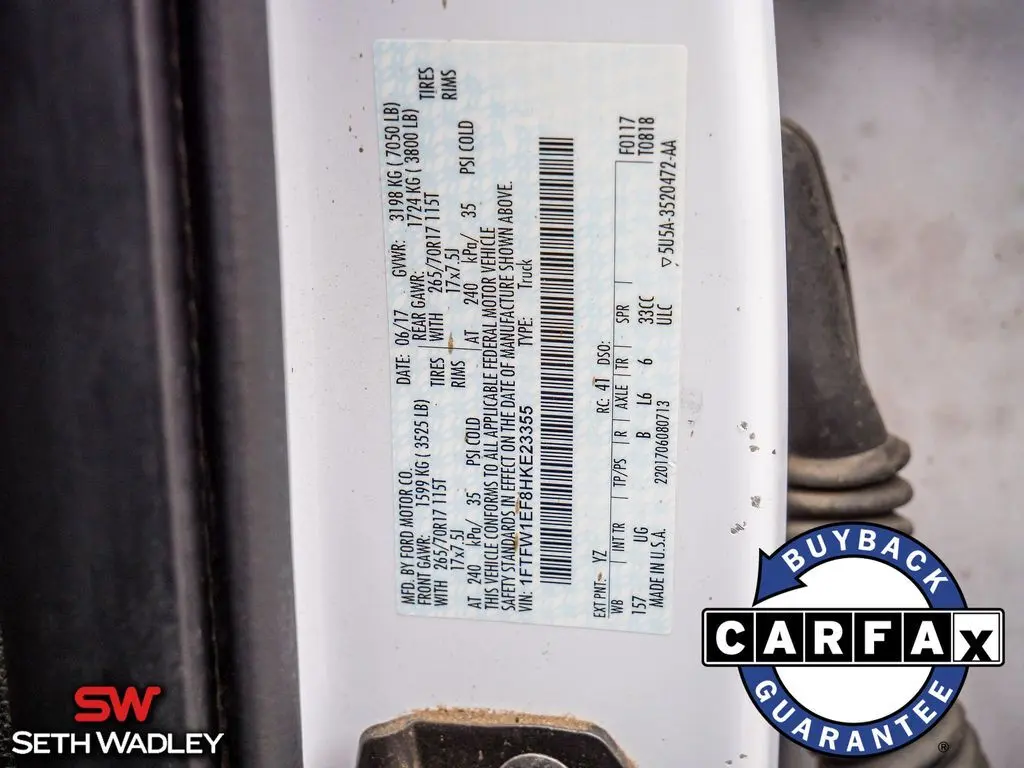 MFD. BY FORD MOTOR CO.
DATE: 06/17 GVWR: 3198 KG ( 7050 LB)
FRONT GAWR: 1599 KG ( 3525 LB)
REAR GAWR: 1724 KG ( 3800 LB)
WITH 265/70R17 115T TIRES
WITH 265/70R17 115T TIRES
17x7.5J RIMS
17x7.5J RIMS
AT 240 kPa/ 35 PSI COLD
AT 240 kPa/ 35 PSI COLD
THIS VEHICLE CONFORMS TO ALL APPLICABLE FEDERAL MOTOR VEHICLE
SAFETY STANDARDS IN EFFECT ON THE DATE OF MANUFACTURE SHOWN ABOVE.
VIN: 1FTFW1EF8HKE23355 TYPE: Truck
EXT PNT: YZ RC: 41 DSO: F0117
WB INT TR TP/PS R AXLE TR SPR T0818
157 UG B L6 6 33CC
MADE IN U.S.A. 2201706080713 UIC
▽5U5A-3520472-AA
BUYBACK
CARFAX
GUARANTEE
®
SW
SETH WADLEY